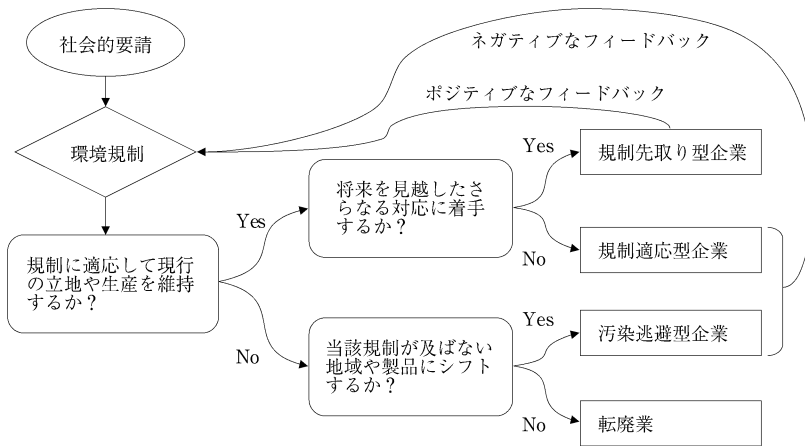 社会的要請
ネガティブなフィードバック
ポジティブなフィードバック
環境規制
Yes
規制先取り型企業
将来を見越したさ
らなる対応に着手
するか？
Yes
No
規制適応型企業
規制に適応して現行
の立地や生産を維持
するか？
Yes
汚染逃避型企業
No
当該規制が及ばない
地域や製品にシフト
するか？
No
転廃業